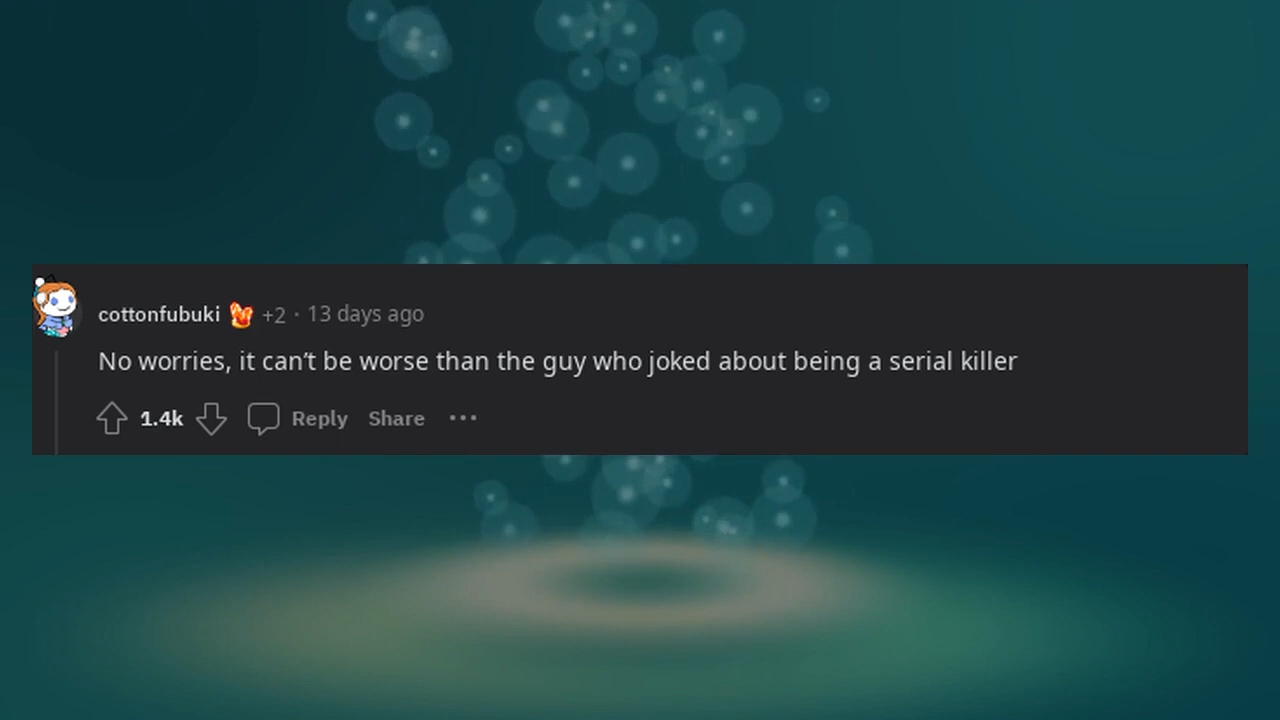 cottonfubuki +2 · 13 days ago
No worries, it can’t be worse than the guy who joked about being a serial killer
1.4k Reply Share ···